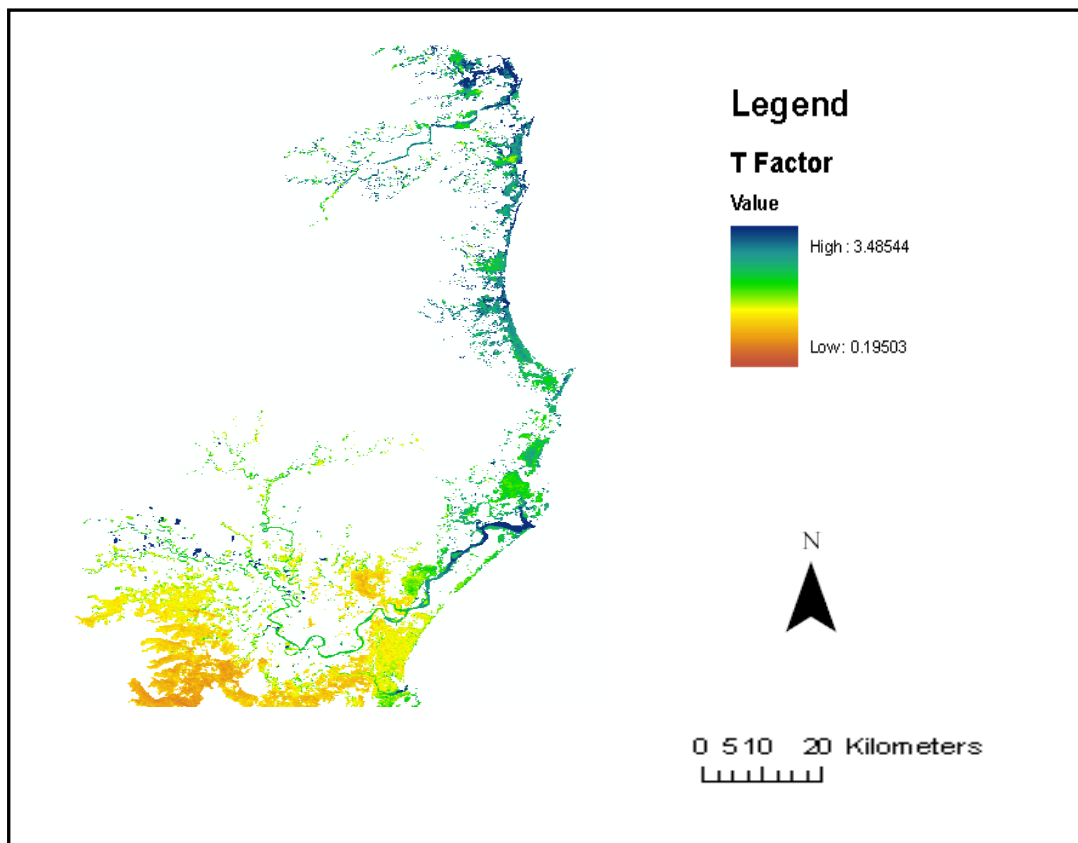 Legend
T Factor
Value
High : 3.48544
Low : 0.19503
N
0 5 10 20 Kilometers